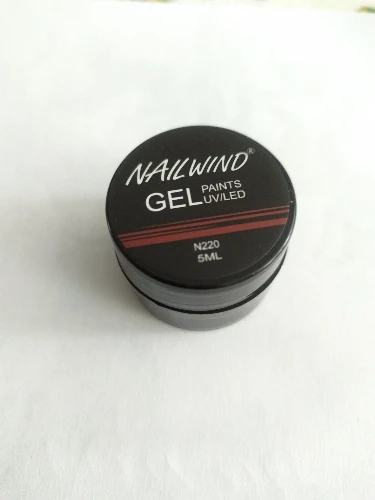 NAILWIND®
GEL PAINTS
UV/LED
N220
5ML